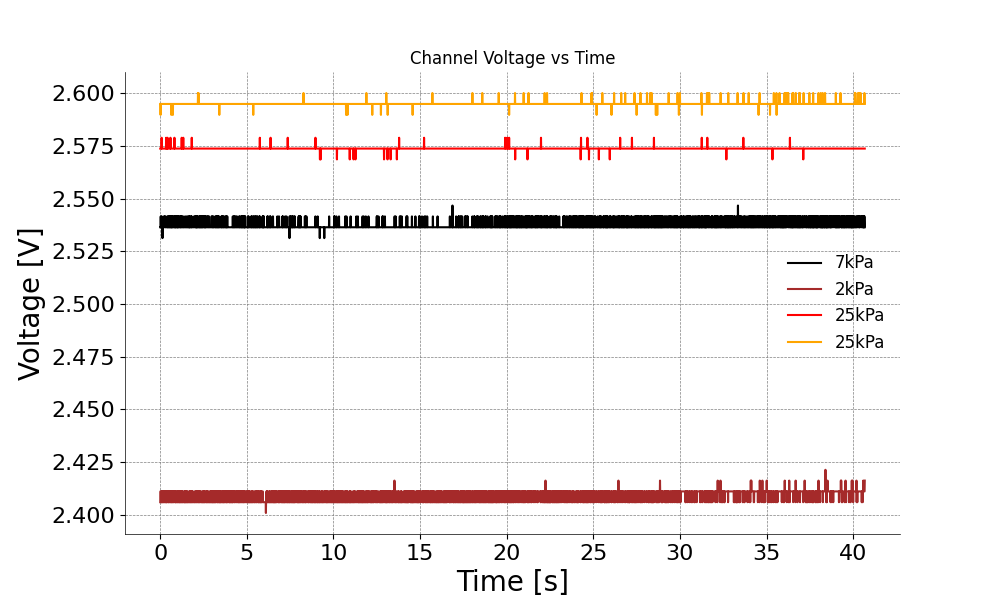 Channel Voltage vs Time
Voltage [V]
2.600
2.575
2.550
2.525
2.500
2.475
2.450
2.425
2.400
7kPa
2kPa
25kPa
25kPa
0 5 10 15 20 25 30 35 40
Time [s]